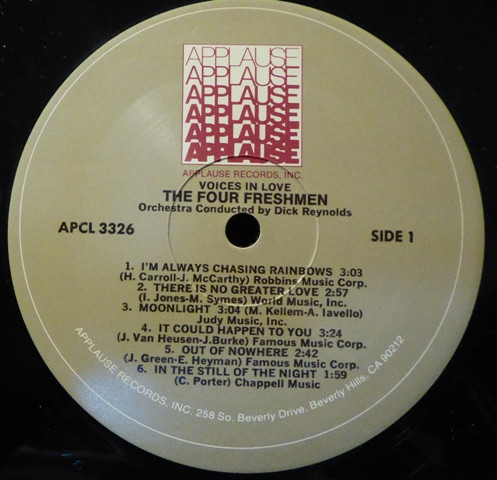 APPLAUSE
APPLAUSE
APPLAUSE
APPLAUSE
APPLAUSE
APPLAUSE
APPLAUSE RECORDS, INC.
VOICES IN LOVE
THE FOUR FRESHMEN
Orchestra Conducted by Dick Reynolds
APCL 3326
SIDE 1
1. I'M ALWAYS CHASING RAINBOWS 3:03
(H. Carroll-J. McCarthy) Robbins Music Corp.
2. THERE IS NO GREATER LOVE 2:57
(I. Jones-M. Symes) World Music, Inc.
3. MOONLIGHT 3:04 (M. Kellem-A. Iavello)
Judy Music, Inc.
4. IT COULD HAPPEN TO YOU 3:24
(J. Van Heusen-J.Burke) Famous Music Corp.
5. OUT OF NOWHERE 2:42
(J. Green-E. Heyman) Famous Music Corp.
6. IN THE STILL OF THE NIGHT 1:59
(C. Porter) Chappell Music
APPLAUSE RECORDS, INC. 258 So. Beverly Drive, Beverly Hills, CA 90212